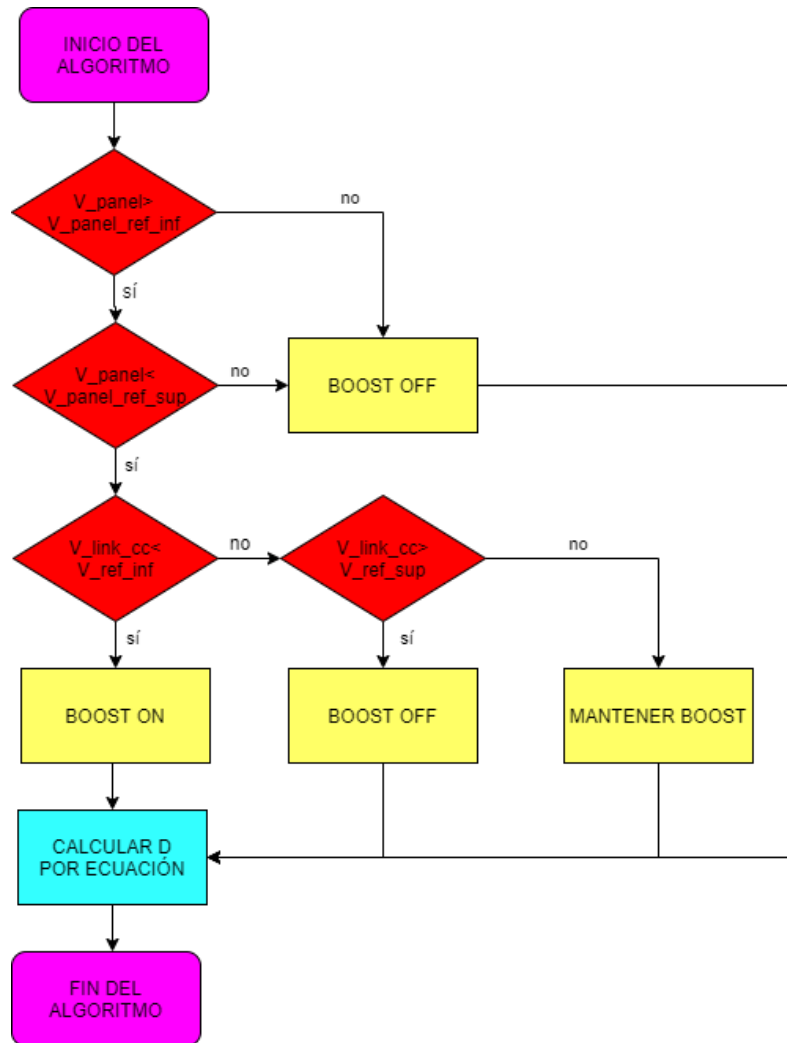 INICIO DEL
ALGORITMO
V_panel>
V_panel_ref_inf
no
sí
V_panel<
V_panel_ref_sup
no
BOOST OFF
sí
V_link_cc<
V_ref_inf
no
V_link_cc>
V_ref_sup
no
sí
sí
BOOST ON
BOOST OFF
MANTENER BOOST
CALCULAR D
POR ECUACIÓN
FIN DEL
ALGORITMO